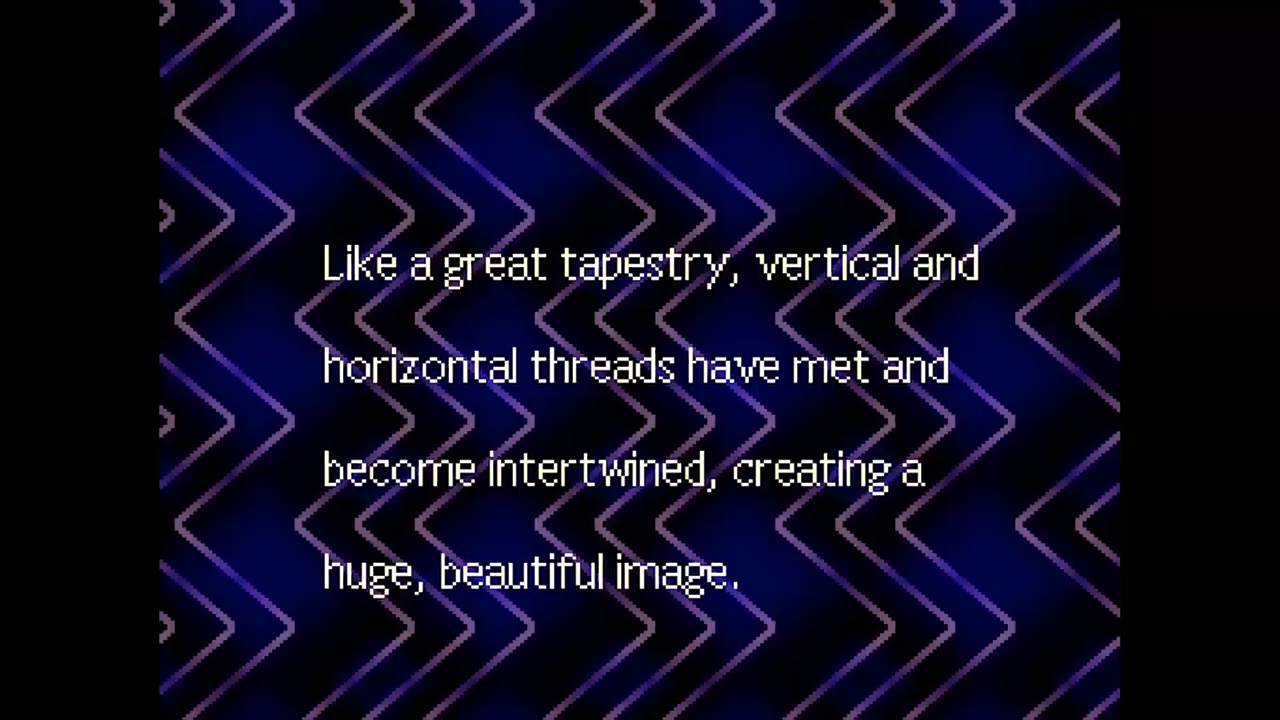 Like a great tapestry, vertical and
horizontal threads have met and
become intertwined, creating a
huge, beautiful image.